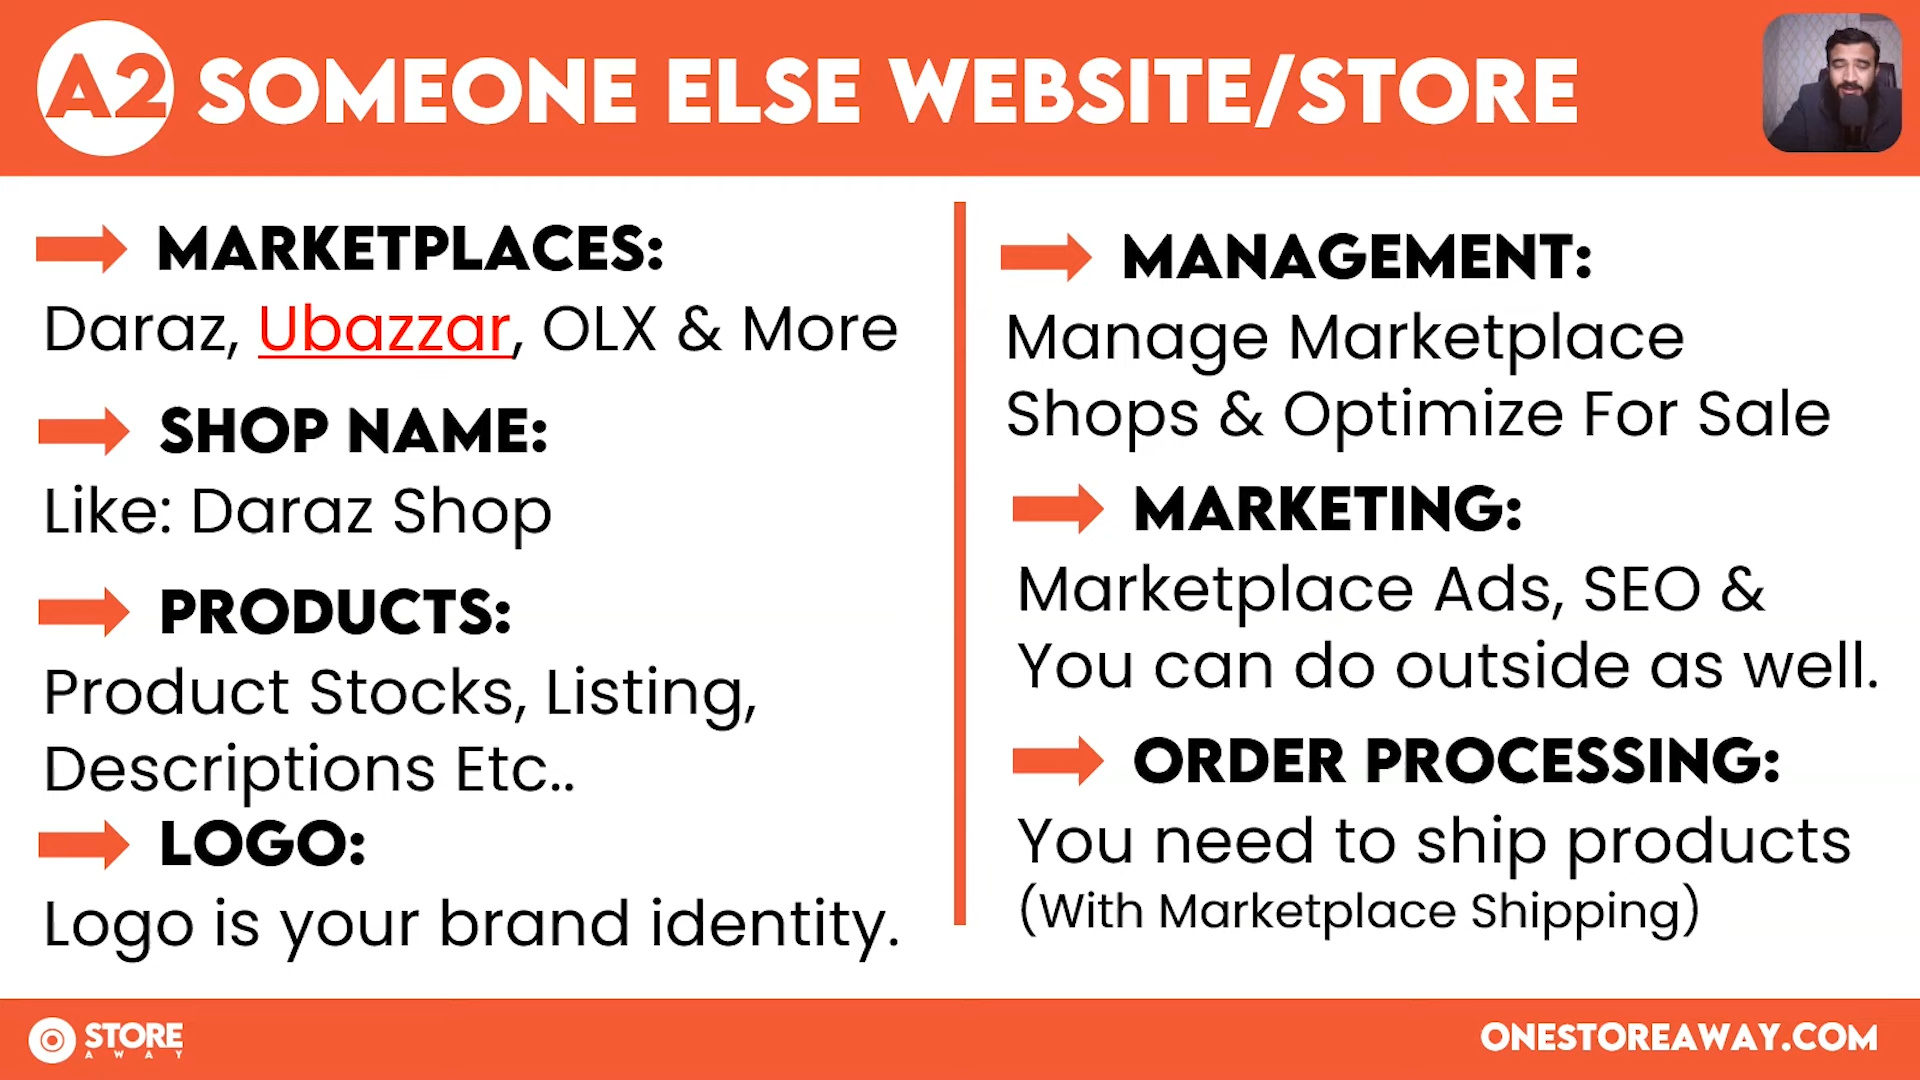 A2 SOMEONE ELSE WEBSITE/STORE
MARKETPLACES:
Daraz, Ubazzar, OLX & More
SHOP NAME:
Like: Daraz Shop
PRODUCTS:
Product Stocks, Listing,
Descriptions Etc..
LOGO:
Logo is your brand identity.
MANAGEMENT:
Manage Marketplace
Shops & Optimize For Sale
MARKETING:
Marketplace Ads, SEO &
You can do outside as well.
ORDER PROCESSING:
You need to ship products
(With Marketplace Shipping)
STORE
AWAY
ONESTOREAWAY.COM